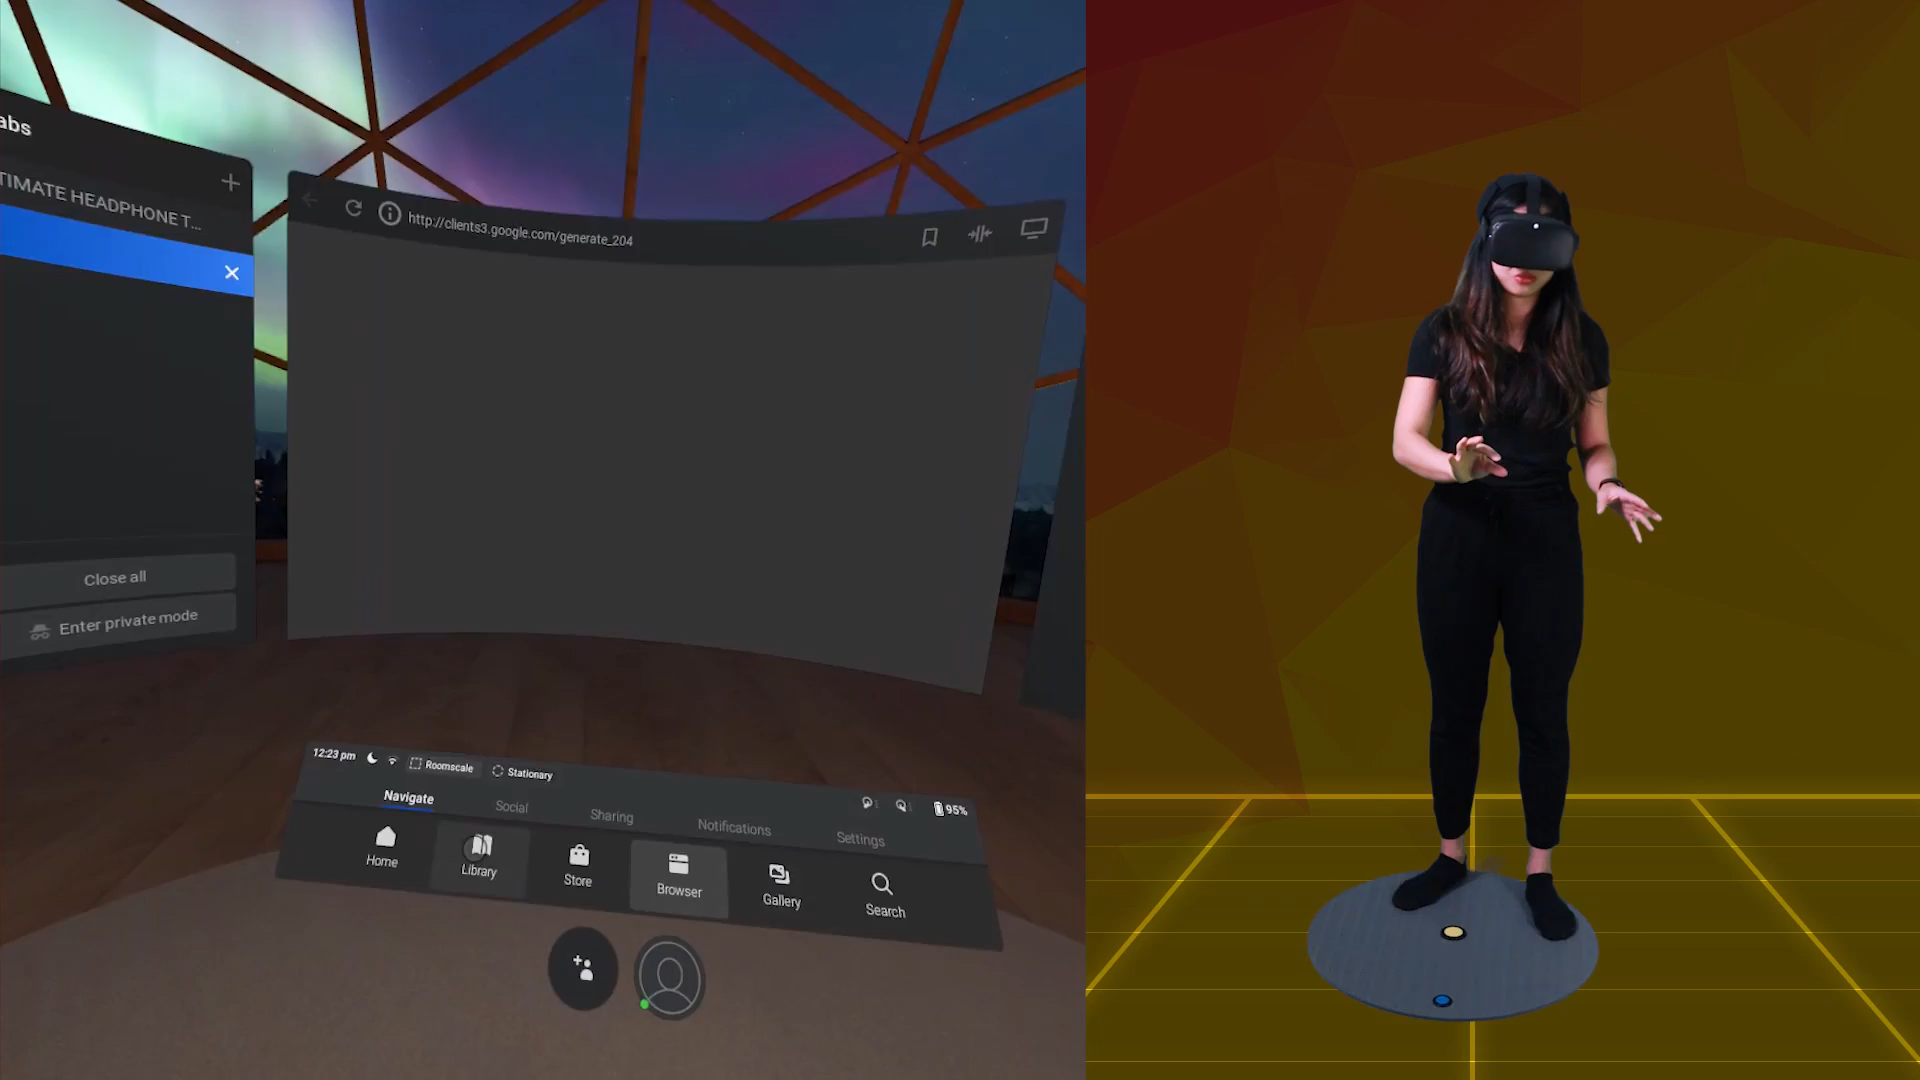 abs
TIMATE HEADPHONE T...
http://clients3.google.com/generate_204
Close all
Enter private mode
12:23 pm
Roomscale
Stationary
95%
Navigate
Social
Sharing
Notifications
Settings
Home
Library
Store
Browser
Gallery
Search